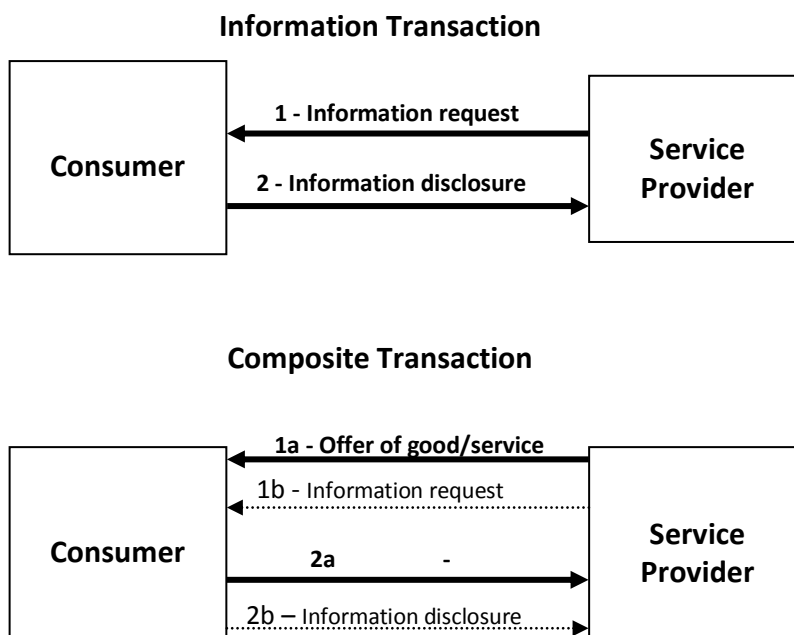 Information Transaction
1 - Information request
Consumer
Service
Provider
2 - Information disclosure
Composite Transaction
1a - Offer of good/service
1b - Information request
Consumer
Service
Provider
2a -
2b – Information disclosure